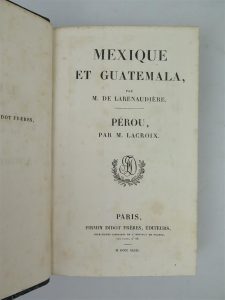 DOT FRÈRES,
MEXIQUE
ET GUATEMALA,
PAR
M. DE LARENAUDIÈRE.
PÉROU,
PAR M. LACROIX.
PARIS,
FIRMIN DIDOT FRÈRES, ÉDITEURS,